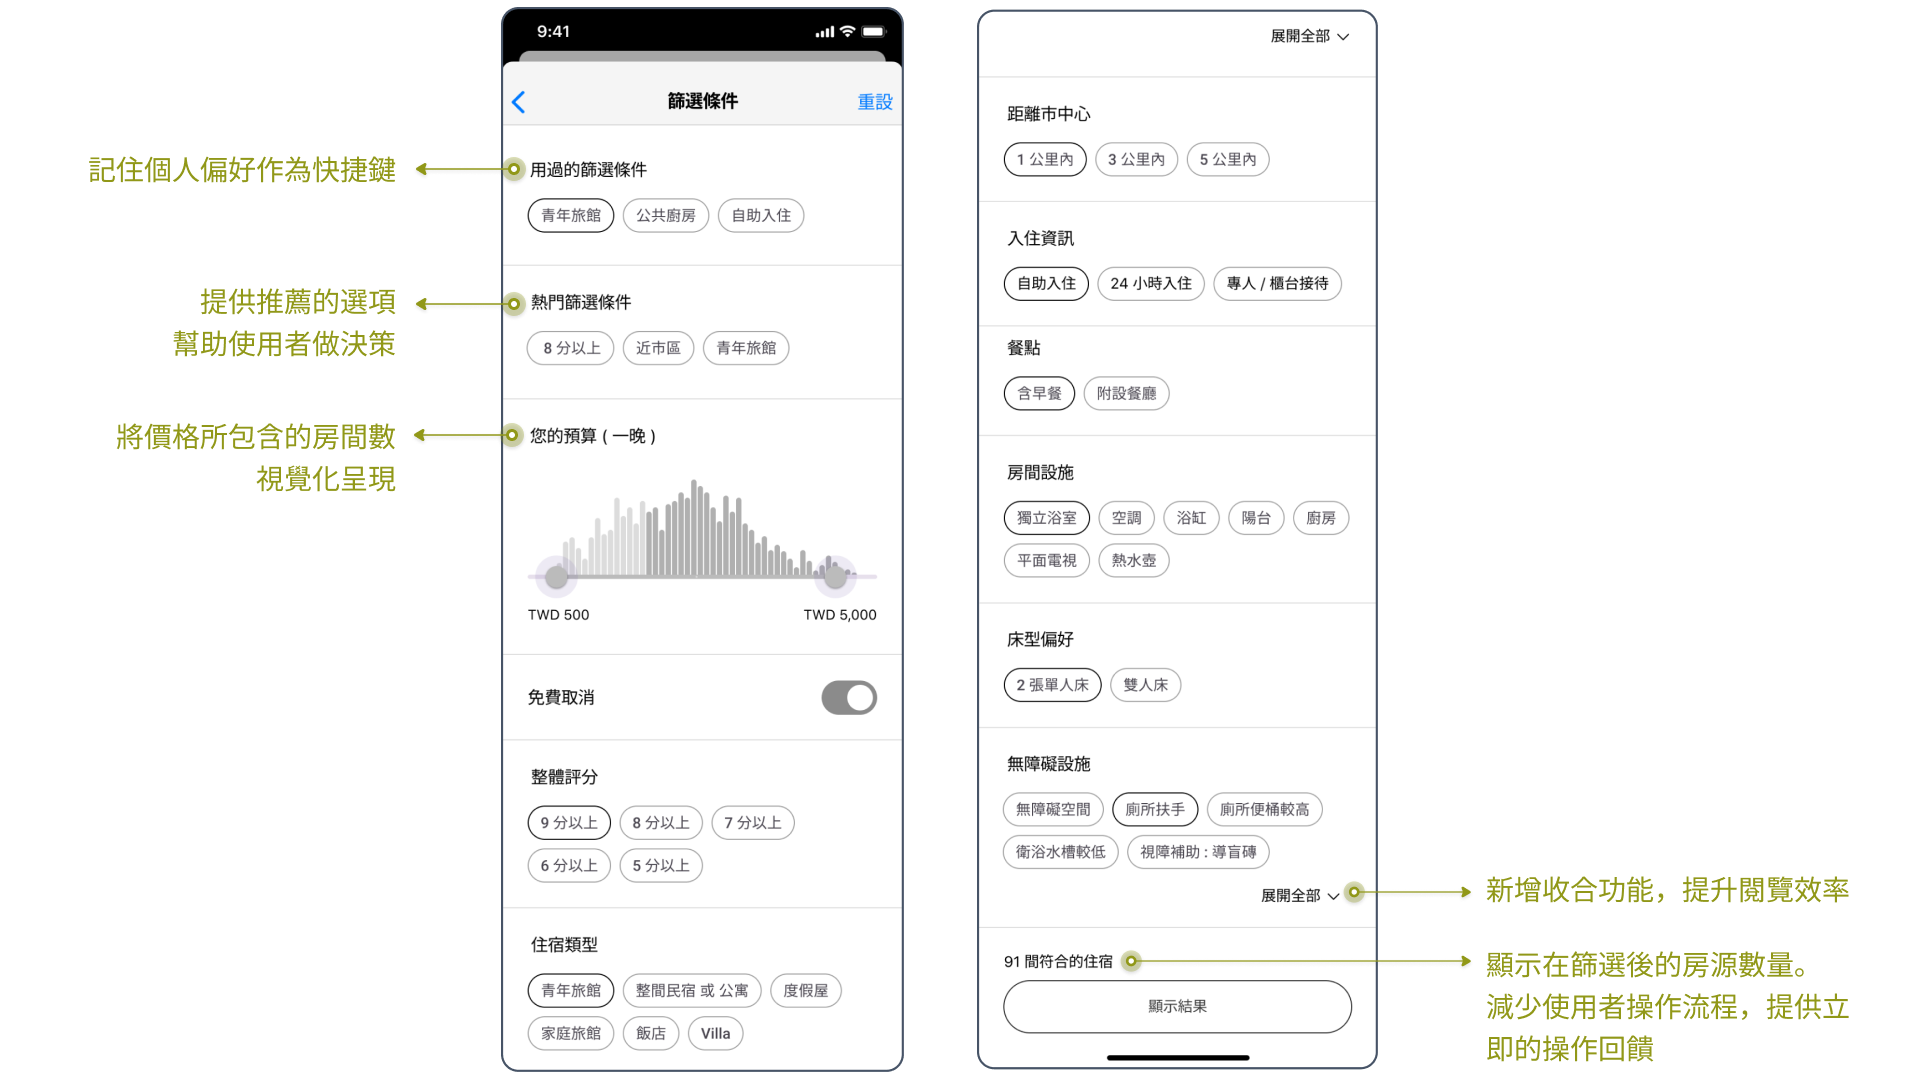 記住個人偏好作為快捷鍵
提供推薦的選項
幫助使用者做決策
將價格所包含的房間數
視覺化呈現
9:41
篩選條件
重設
用過的篩選條件
青年旅館
公共廚房
自助入住
熱門篩選條件
8 分以上
近市區
青年旅館
您的預算 ( 一晚 )
TWD 500
TWD 5,000
免費取消
整體評分
9 分以上
8 分以上
7 分以上
6 分以上
5 分以上
住宿類型
青年旅館
整間民宿 或 公寓
度假屋
家庭旅館
飯店
Villa
展開全部
距離市中心
1 公里內
3 公里內
5 公里內
入住資訊
自助入住
24 小時入住
專人 / 櫃台接待
餐點
含早餐
附設餐廳
房間設施
獨立浴室
空調
浴缸
陽台
廚房
平面電視
熱水壺
床型偏好
2 張單人床
雙人床
無障礙設施
無障礙空間
廁所扶手
廁所便桶較高
衛浴水槽較低
視障補助 : 導盲磚
展開全部
91 間符合的住宿
顯示結果
新增收合功能，提升閱覽效率
顯示在篩選後的房源數量。
減少使用者操作流程，提供立
即的操作回饋